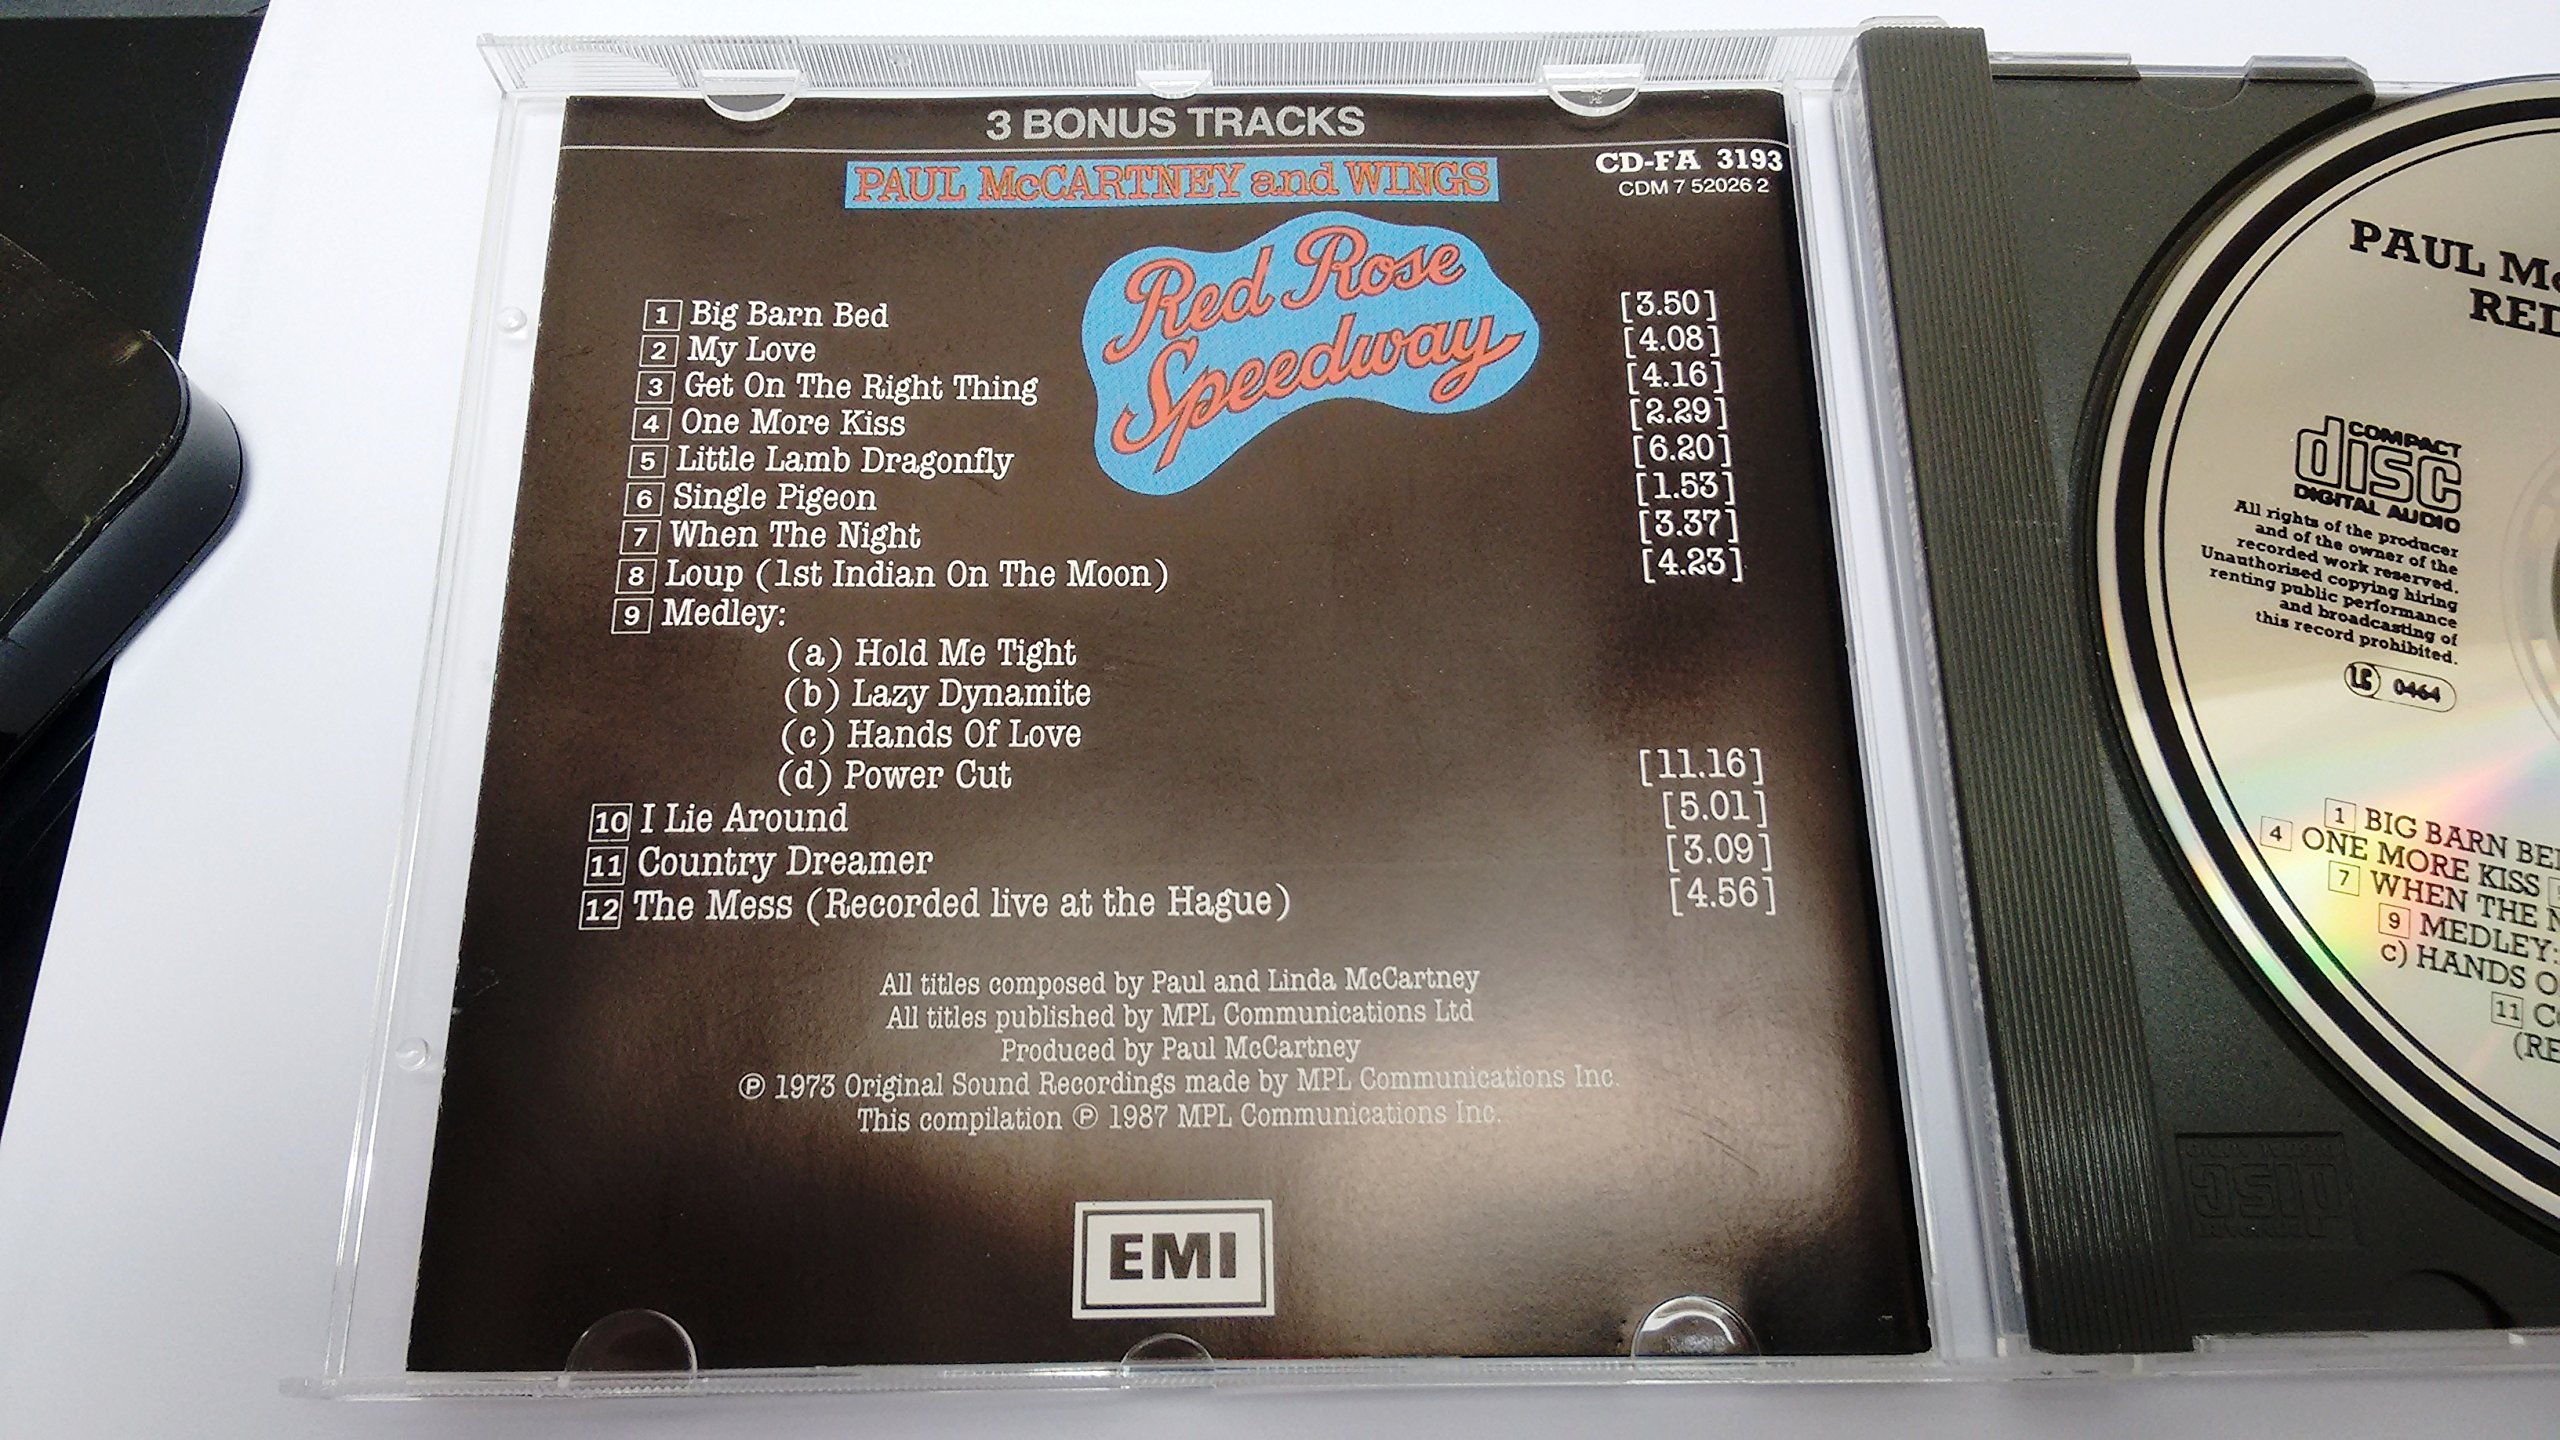 3 BONUS TRACKS
PAUL McCARTNEY and WINGS
CD-FA 3193
CDM 7 52026 2
Red Rose
Speedway
1 Big Barn Bed [3.50]
2 My Love [4.08]
3 Get On The Right Thing [4.16]
4 One More Kiss [2.29]
5 Little Lamb Dragonfly [6.20]
6 Single Pigeon [1.53]
7 When The Night [3.37]
8 Loup (1st Indian On The Moon) [4.23]
9 Medley:
(a) Hold Me Tight
(b) Lazy Dynamite
(c) Hands Of Love
(d) Power Cut [11.16]
10 I Lie Around [5.01]
11 Country Dreamer [3.09]
12 The Mess (Recorded live at the Hague) [4.56]
All titles composed by Paul and Linda McCartney
All titles published by MPL Communications Ltd
Produced by Paul McCartney
℗ 1973 Original Sound Recordings made by MPL Communications Inc.
This compilation ℗ 1987 MPL Communications Inc.
EMI
PAUL Mc
RED
COMPACT
disc
DIGITAL AUDIO
All rights of the producer
and of the owner of the
recorded work reserved.
Unauthorised copying hiring
renting public performance
and broadcasting of
this record prohibited.
LC 0464
1 BIG BARN BE
4 ONE MORE KISS
7 WHEN THE N
9 MEDLEY:
c) HANDS O
11 CO
(RE